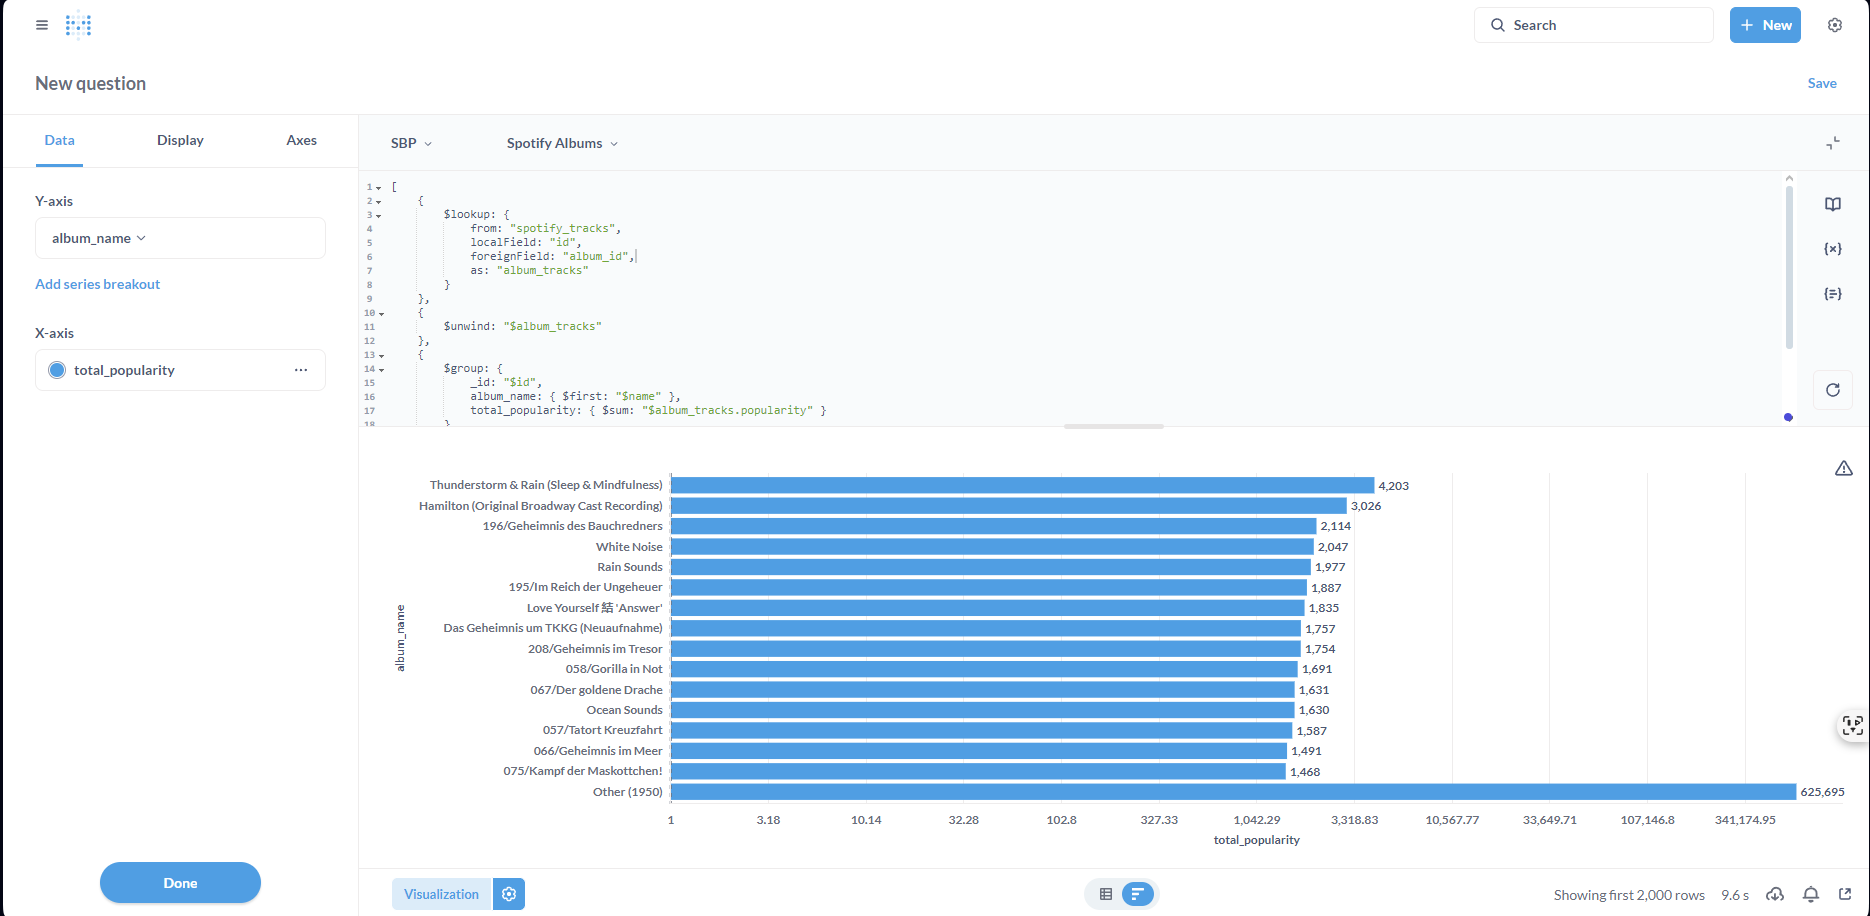 Search
+ New
New question
Save
Data
Display
Axes
Y-axis
album_name
Add series breakout
X-axis
total_popularity
Done
SBP
Spotify Albums
1 [
2 {
3 $lookup: {
4 from: "spotify_tracks",
5 localField: "id",
6 foreignField: "album_id",
7 as: "album_tracks"
8 }
9 },
10 {
11 $unwind: "$album_tracks"
12 },
13 {
14 $group: {
15 _id: "$id",
16 album_name: { $first: "$name" },
17 total_popularity: { $sum: "$album_tracks.popularity" }
18 }
album_name
Thunderstorm & Rain (Sleep & Mindfulness) 4,203
Hamilton (Original Broadway Cast Recording) 3,026
196/Geheimnis des Bauchredners 2,114
White Noise 2,047
Rain Sounds 1,977
195/Im Reich der Ungeheuer 1,887
Love Yourself 結 'Answer' 1,835
Das Geheimnis um TKKG (Neuaufnahme) 1,757
208/Geheimnis im Tresor 1,754
058/Gorilla in Not 1,691
067/Der goldene Drache 1,631
Ocean Sounds 1,630
057/Tatort Kreuzfahrt 1,587
066/Geheimnis im Meer 1,491
075/Kampf der Maskottchen! 1,468
Other (1950) 625,695
1 3.18 10.14 32.28 102.8 327.33 1,042.29 3,318.83 10,567.77 33,649.71 107,146.8 341,174.95
total_popularity
Visualization
Showing first 2,000 rows 9.6 s